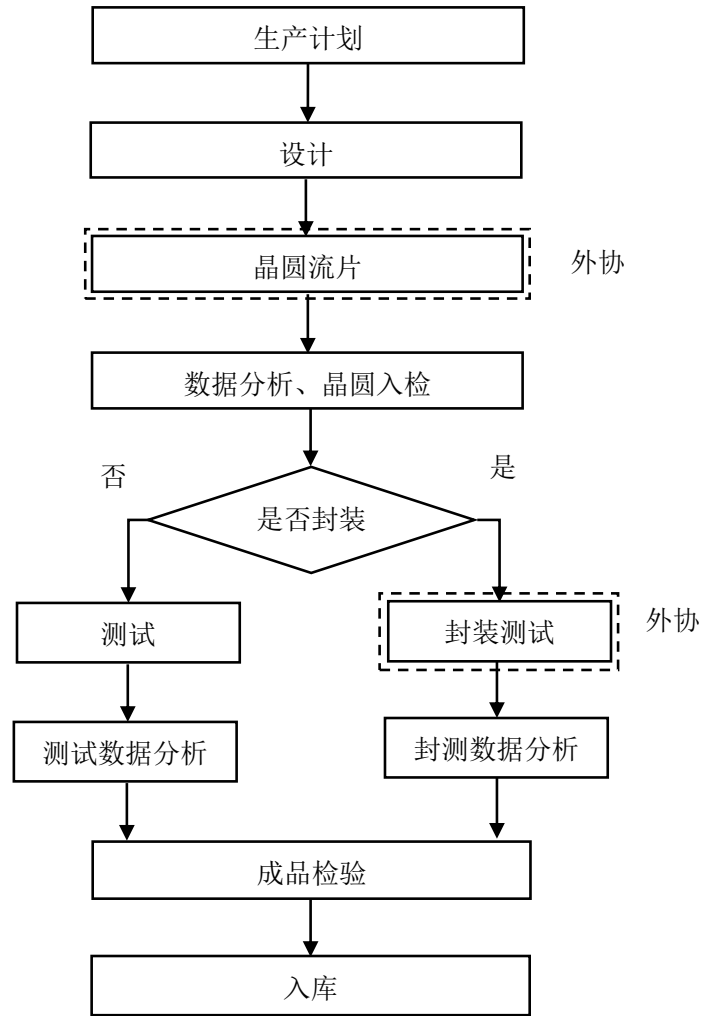 生产计划
设计
晶圆流片
外协
数据分析、晶圆入检
否
是
是否封装
测试
封装测试
外协
测试数据分析
封测数据分析
成品检验
入库